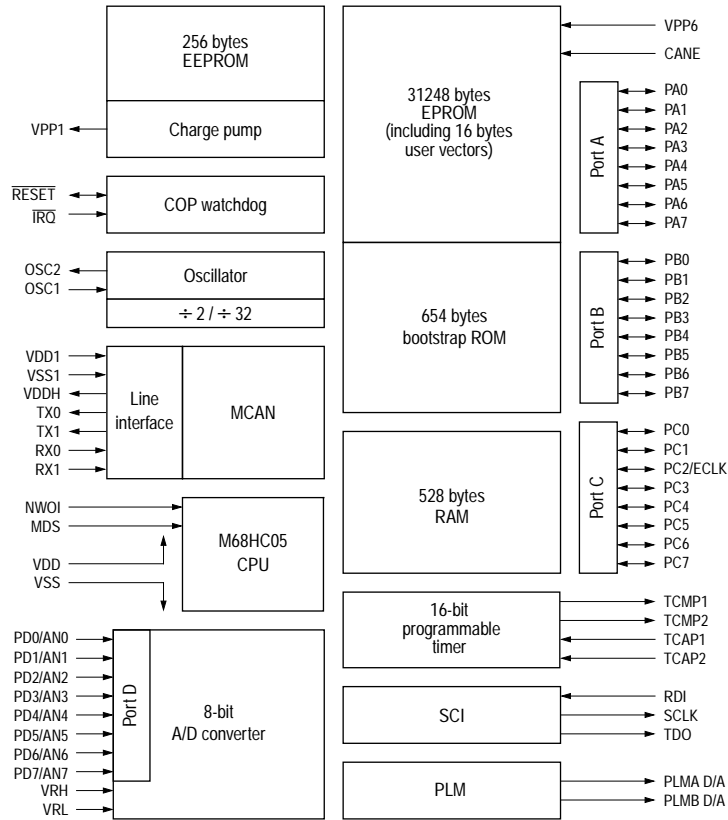 256 bytes
EEPROM
Charge pump
VPP1
COP watchdog
RESET
IRQ
OSC2
OSC1
Oscillator
÷ 2 / ÷ 32
VDD1
VSS1
VDDH
TX0
TX1
RX0
RX1
Line
interface
MCAN
NWOI
MDS
VDD
VSS
M68HC05
CPU
PD0/AN0
PD1/AN1
PD2/AN2
PD3/AN3
PD4/AN4
PD5/AN5
PD6/AN6
PD7/AN7
VRH
VRL
Port D
8-bit
A/D converter
31248 bytes
EPROM
(including 16 bytes
user vectors)
VPP6
CANE
Port A
PA0
PA1
PA2
PA3
PA4
PA5
PA6
PA7
654 bytes
bootstrap ROM
Port B
PB0
PB1
PB2
PB3
PB4
PB5
PB6
PB7
528 bytes
RAM
Port C
PC0
PC1
PC2/ECLK
PC3
PC4
PC5
PC6
PC7
16-bit
programmable
timer
TCMP1
TCMP2
TCAP1
TCAP2
SCI
RDI
SCLK
TDO
PLM
PLMA D/A
PLMB D/A